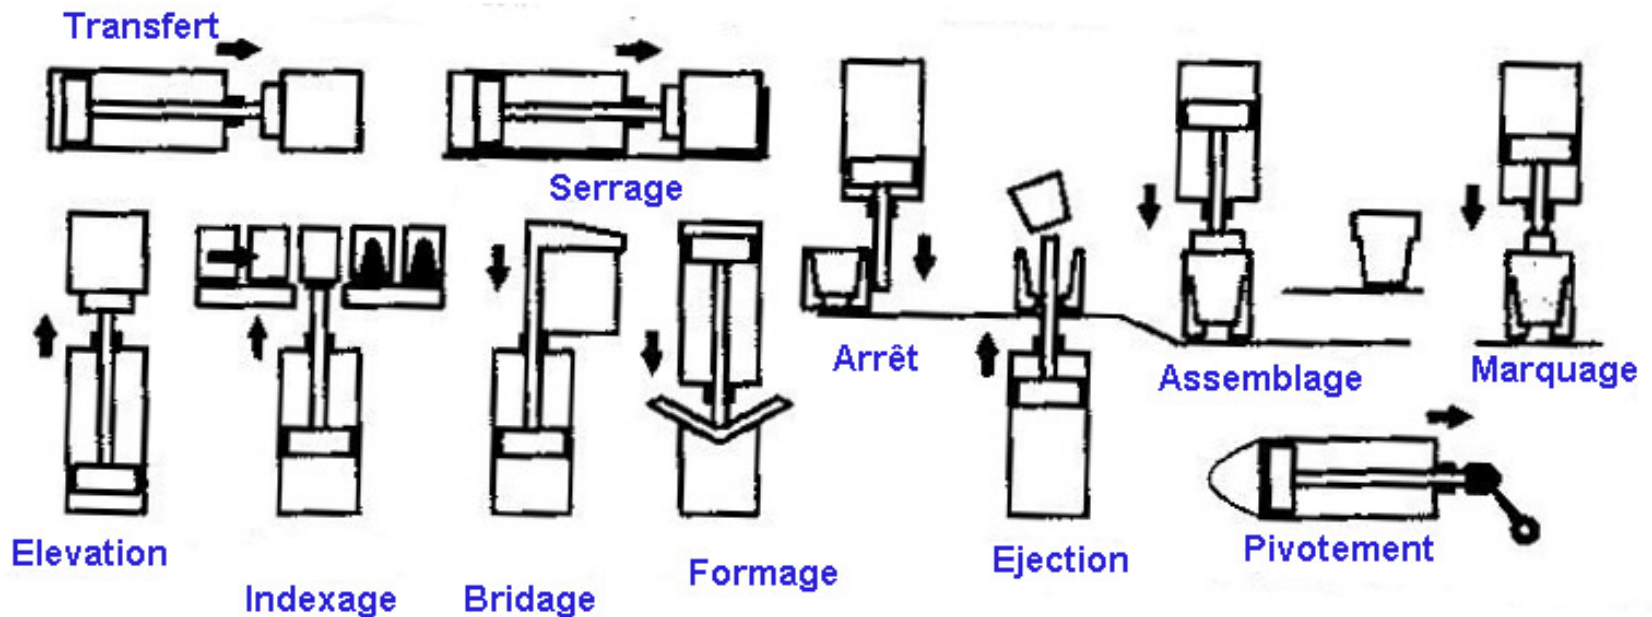 Transfert
Serrage
Arrêt
Assemblage
Marquage
Elevation
Indexage
Bridage
Formage
Ejection
Pivotement